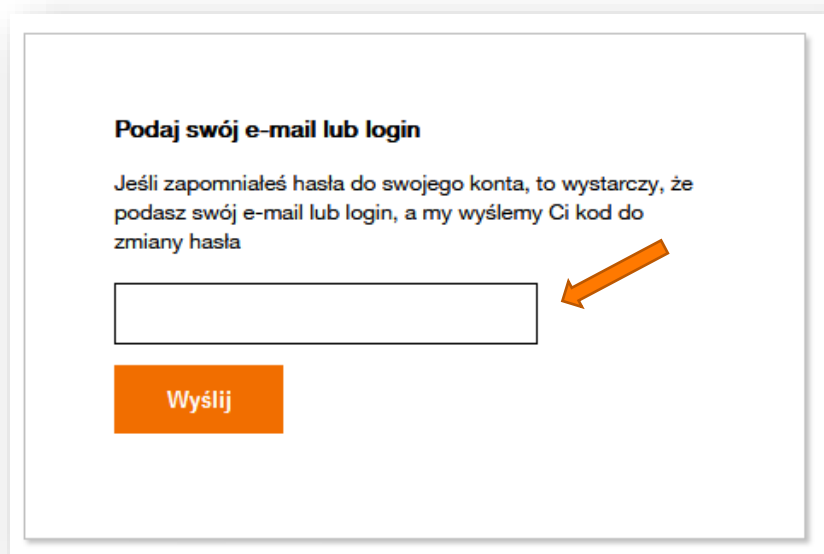 Podaj swój e-mail lub login
Jeśli zapomniałeś hasła do swojego konta, to wystarczy, że
podasz swój e-mail lub login, a my wyślemy Ci kod do
zmiany hasła
Wyślij